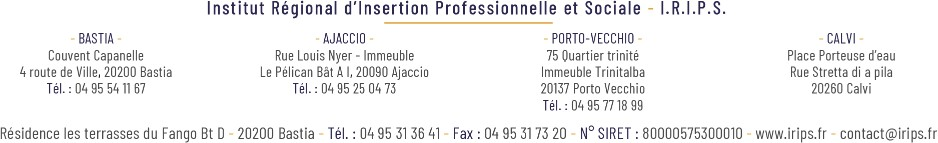 Institut Régional d'Insertion Professionnelle et Sociale - I.R.I.P.S.
- BASTIA -
Couvent Capanelle
4 route de Ville, 20200 Bastia
Tél. : 04 95 54 11 67
- AJACCIO -
Rue Louis Nyer - Immeuble
Le Pélican Bât A I, 20090 Ajaccio
Tél. : 04 95 25 04 73
- PORTO-VECCHIO -
75 Quartier trinité
Immeuble Trinitalba
20137 Porto Vecchio
Tél. : 04 95 77 18 99
- CALVI -
Place Porteuse d'eau
Rue Stretta di a pila
20260 Calvi
Résidence les terrasses du Fango Bt D - 20200 Bastia - Tél. : 04 95 31 36 41 - Fax : 04 95 31 73 20 - N° SIRET : 80000575300010 - www.irips.fr - contact@irips.fr